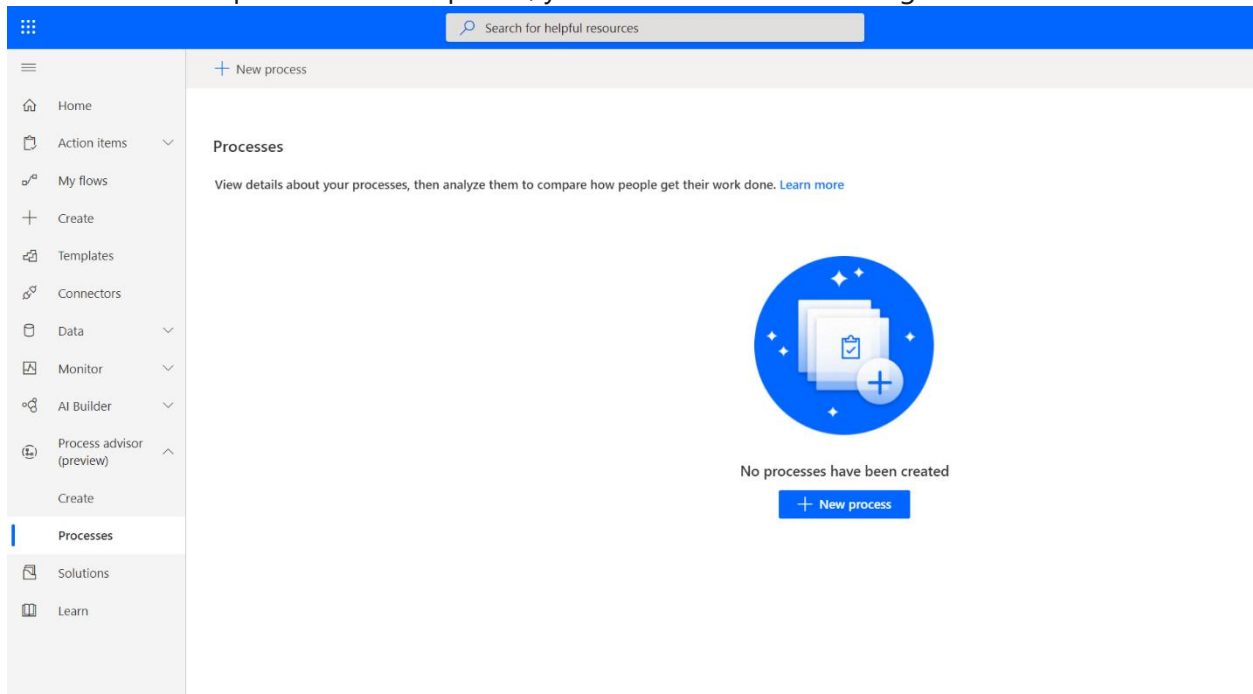 Search for helpful resources
New process
Home
Action items
My flows
Create
Templates
Connectors
Data
Monitor
AI Builder
Process advisor
(preview)
Create
Processes
Solutions
Learn
Processes
View details about your processes, then analyze them to compare how people get their work done. Learn more
No processes have been created
New process